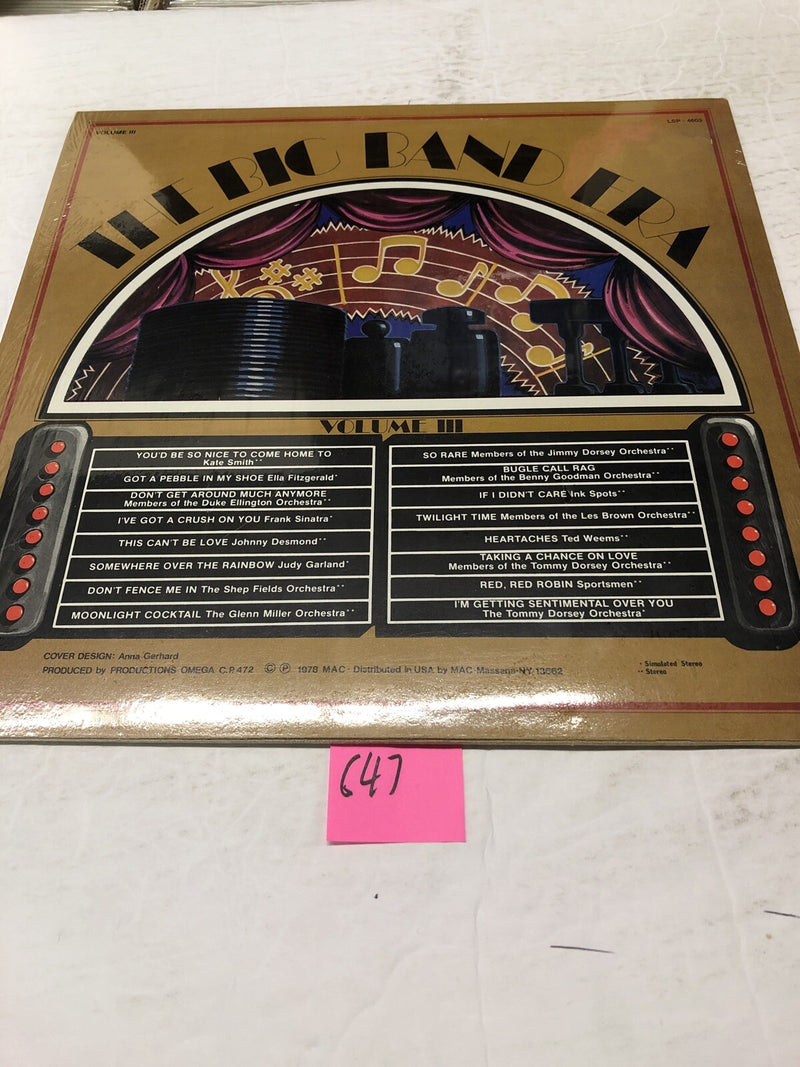 VOLUME III
LSP - 4603
THE BIG BAND ERA
VOLUME III
YOU'D BE SO NICE TO COME HOME TO
Kate Smith**
GOT A PEBBLE IN MY SHOE Ella Fitzgerald*
DON'T GET AROUND MUCH ANYMORE
Members of the Duke Ellington Orchestra**
I'VE GOT A CRUSH ON YOU Frank Sinatra*
THIS CAN'T BE LOVE Johnny Desmond**
SOMEWHERE OVER THE RAINBOW Judy Garland*
DON'T FENCE ME IN The Shep Fields Orchestra**
MOONLIGHT COCKTAIL The Glenn Miller Orchestra**
SO RARE Members of the Jimmy Dorsey Orchestra**
BUGLE CALL RAG
Members of the Benny Goodman Orchestra**
IF I DIDN'T CARE Ink Spots**
TWILIGHT TIME Members of the Les Brown Orchestra**
HEARTACHES Ted Weems**
TAKING A CHANCE ON LOVE
Members of the Tommy Dorsey Orchestra**
RED, RED ROBIN Sportsmen**
I'M GETTING SENTIMENTAL OVER YOU
The Tommy Dorsey Orchestra*
COVER DESIGN: Anna Gerhard
PRODUCED by PRODUCTIONS OMEGA C.P. 472 © ℗ 1978 MAC - Distributed in USA by MAC-Massena-NY-13662
* Simulated Stereo
** Stereo
647